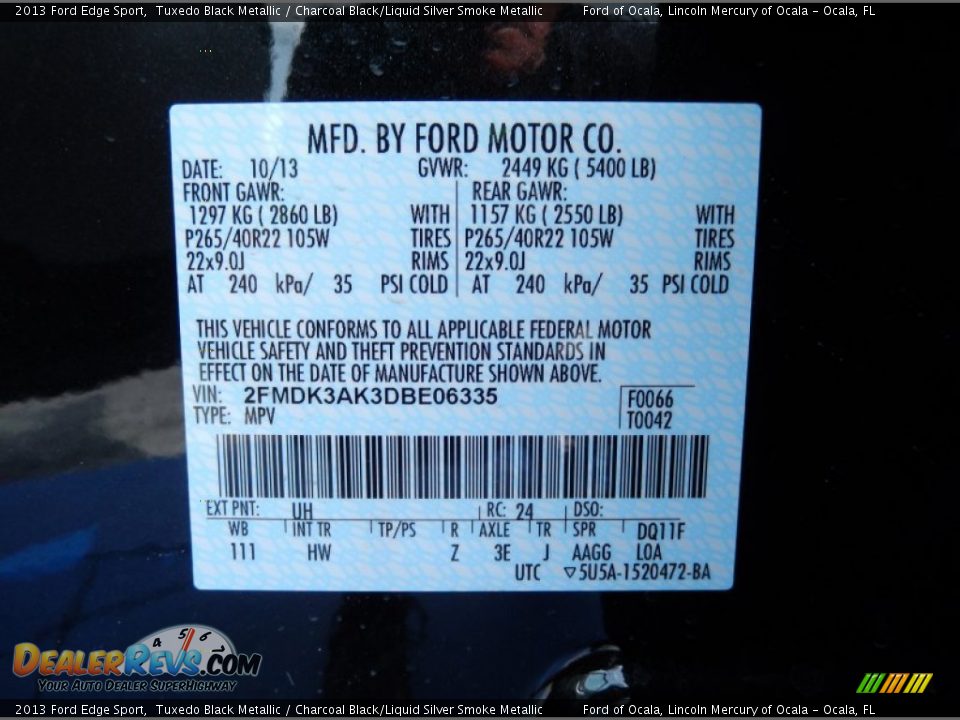 2013 Ford Edge Sport, Tuxedo Black Metallic / Charcoal Black/Liquid Silver Smoke Metallic Ford of Ocala, Lincoln Mercury of Ocala - Ocala, FL
MFD. BY FORD MOTOR CO.
DATE: 10/13 GVWR: 2449 KG ( 5400 LB)
FRONT GAWR: REAR GAWR:
1297 KG ( 2860 LB) WITH 1157 KG ( 2550 LB) WITH
P265/40R22 105W TIRES P265/40R22 105W TIRES
22x9.0J RIMS 22x9.0J RIMS
AT 240 kPa/ 35 PSI COLD AT 240 kPa/ 35 PSI COLD
THIS VEHICLE CONFORMS TO ALL APPLICABLE FEDERAL MOTOR
VEHICLE SAFETY AND THEFT PREVENTION STANDARDS IN
EFFECT ON THE DATE OF MANUFACTURE SHOWN ABOVE.
VIN: 2FMDK3AK3DBE06335 F0066
TYPE: MPV T0042
EXT PNT: UH RC: 24 DSO:
WB INT TR TP/PS R AXLE TR SPR DQ11F
111 HW Z 3E J AAGG LOA
UTC ▽5U5A-1520472-BA
4 5 6
DEALERREVS.COM
YOUR AUTO DEALER SUPERHIGHWAY
2013 Ford Edge Sport, Tuxedo Black Metallic / Charcoal Black/Liquid Silver Smoke Metallic Ford of Ocala, Lincoln Mercury of Ocala - Ocala, FL